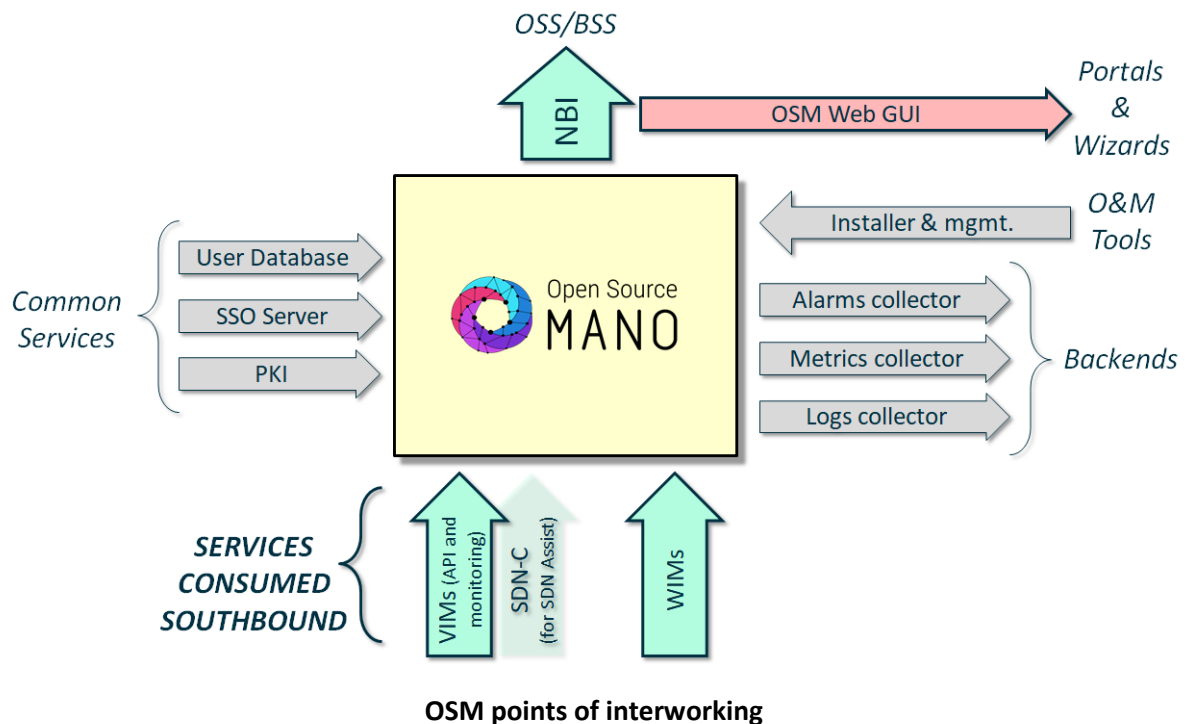 OSS/BSS
NBI
OSM Web GUI
Portals
&
Wizards
Installer & mgmt.
O&M
Tools
Common
Services
User Database
SSO Server
PKI
Open Source
MANO
Alarms collector
Metrics collector
Logs collector
Backends
SERVICES
CONSUMED
SOUTHBOUND
VIMs (API and
monitoring)
SDN-C
(for SDN Assist)
WIMs
OSM points of interworking